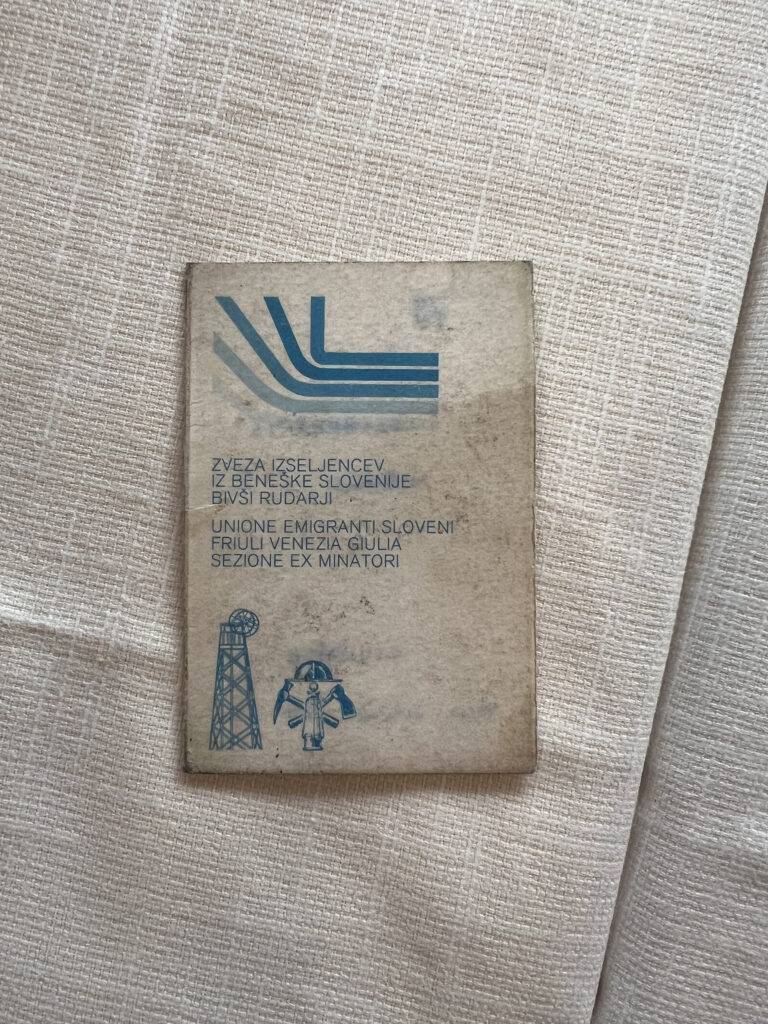 ZVEZA IZSELJENCEV
IZ BENEŠKE SLOVENIJE
BIVŠI RUDARJI
UNIONE EMIGRANTI SLOVENI
FRIULI VENEZIA GIULIA
SEZIONE EX MINATORI